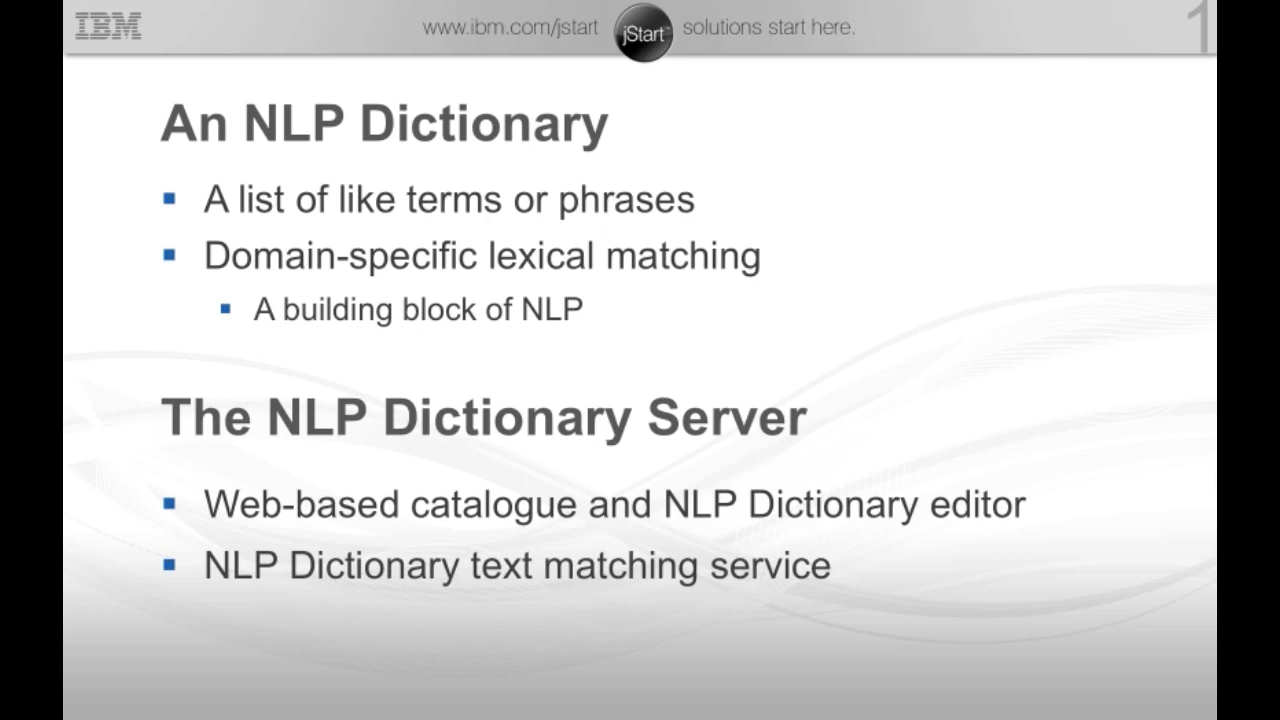 IBM
www.ibm.com/jstart jStart™ solutions start here.
1
An NLP Dictionary
▪ A list of like terms or phrases
▪ Domain-specific lexical matching
▪ A building block of NLP
The NLP Dictionary Server
▪ Web-based catalogue and NLP Dictionary editor
▪ NLP Dictionary text matching service